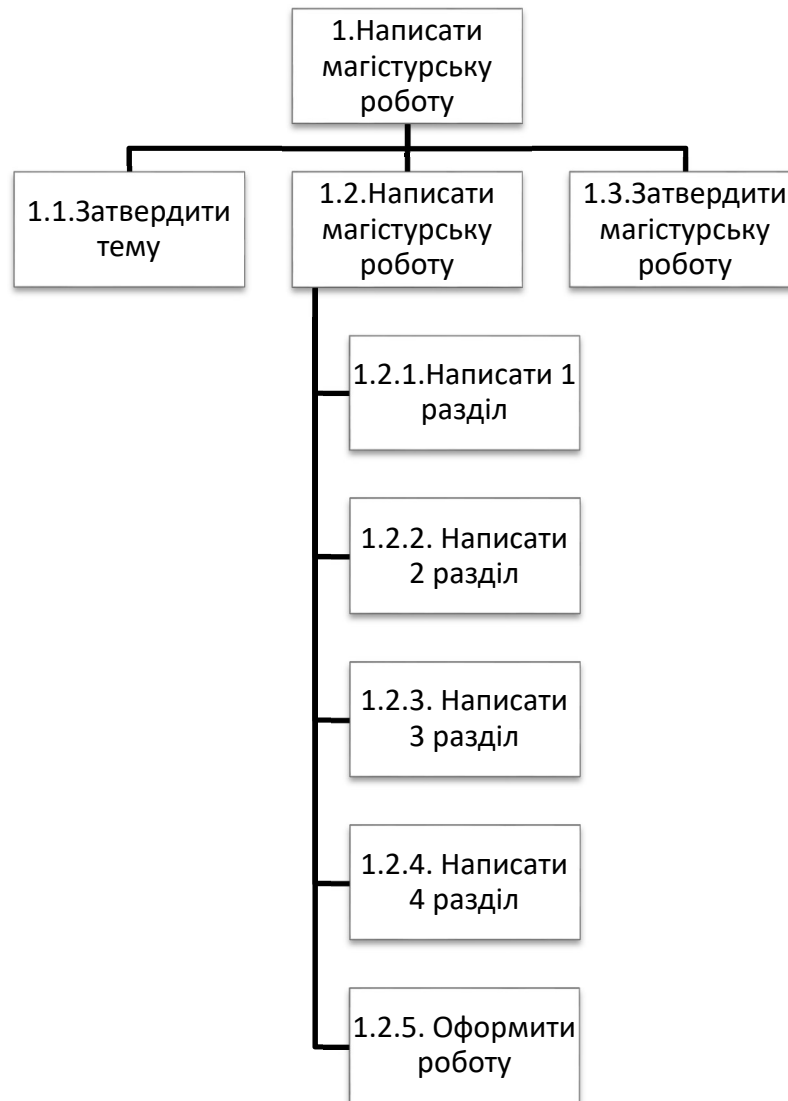 1.Написати
магістурську
роботу
1.1.Затвердити
тему
1.2.Написати
магістурську
роботу
1.3.Затвердити
магістурську
роботу
1.2.1.Написати 1
разділ
1.2.2. Написати
2 разділ
1.2.3. Написати
3 разділ
1.2.4. Написати
4 разділ
1.2.5. Оформити
роботу